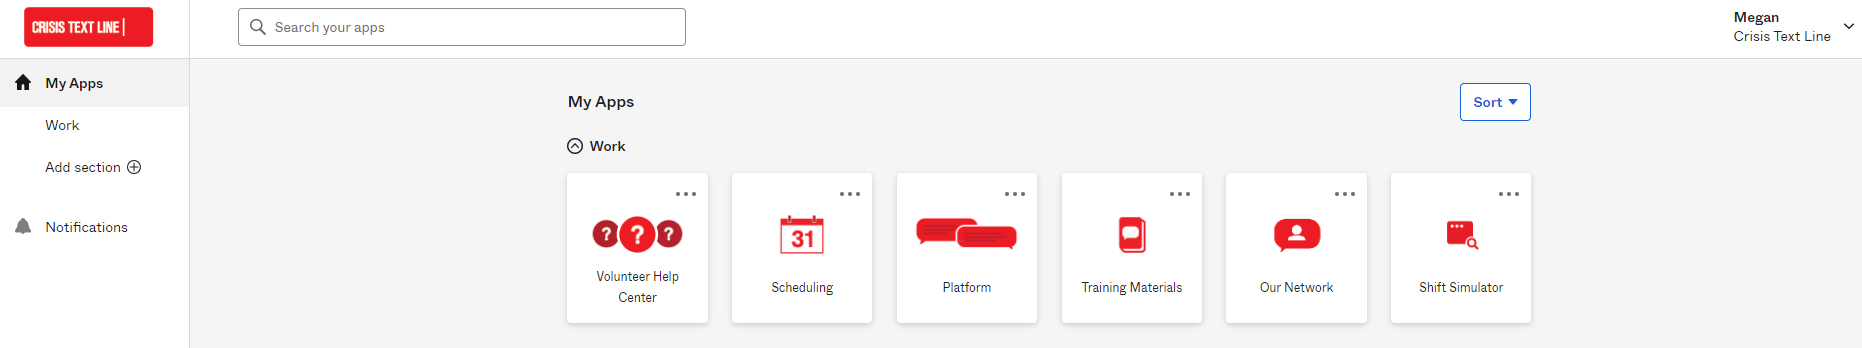 CRISIS TEXT LINE
Search your apps
Megan
Crisis Text Line
My Apps
Work
Add section
Notifications
My Apps
Sort
Work
? ? ?
Volunteer Help
Center
31
Scheduling
Platform
Training Materials
Our Network
Shift Simulator